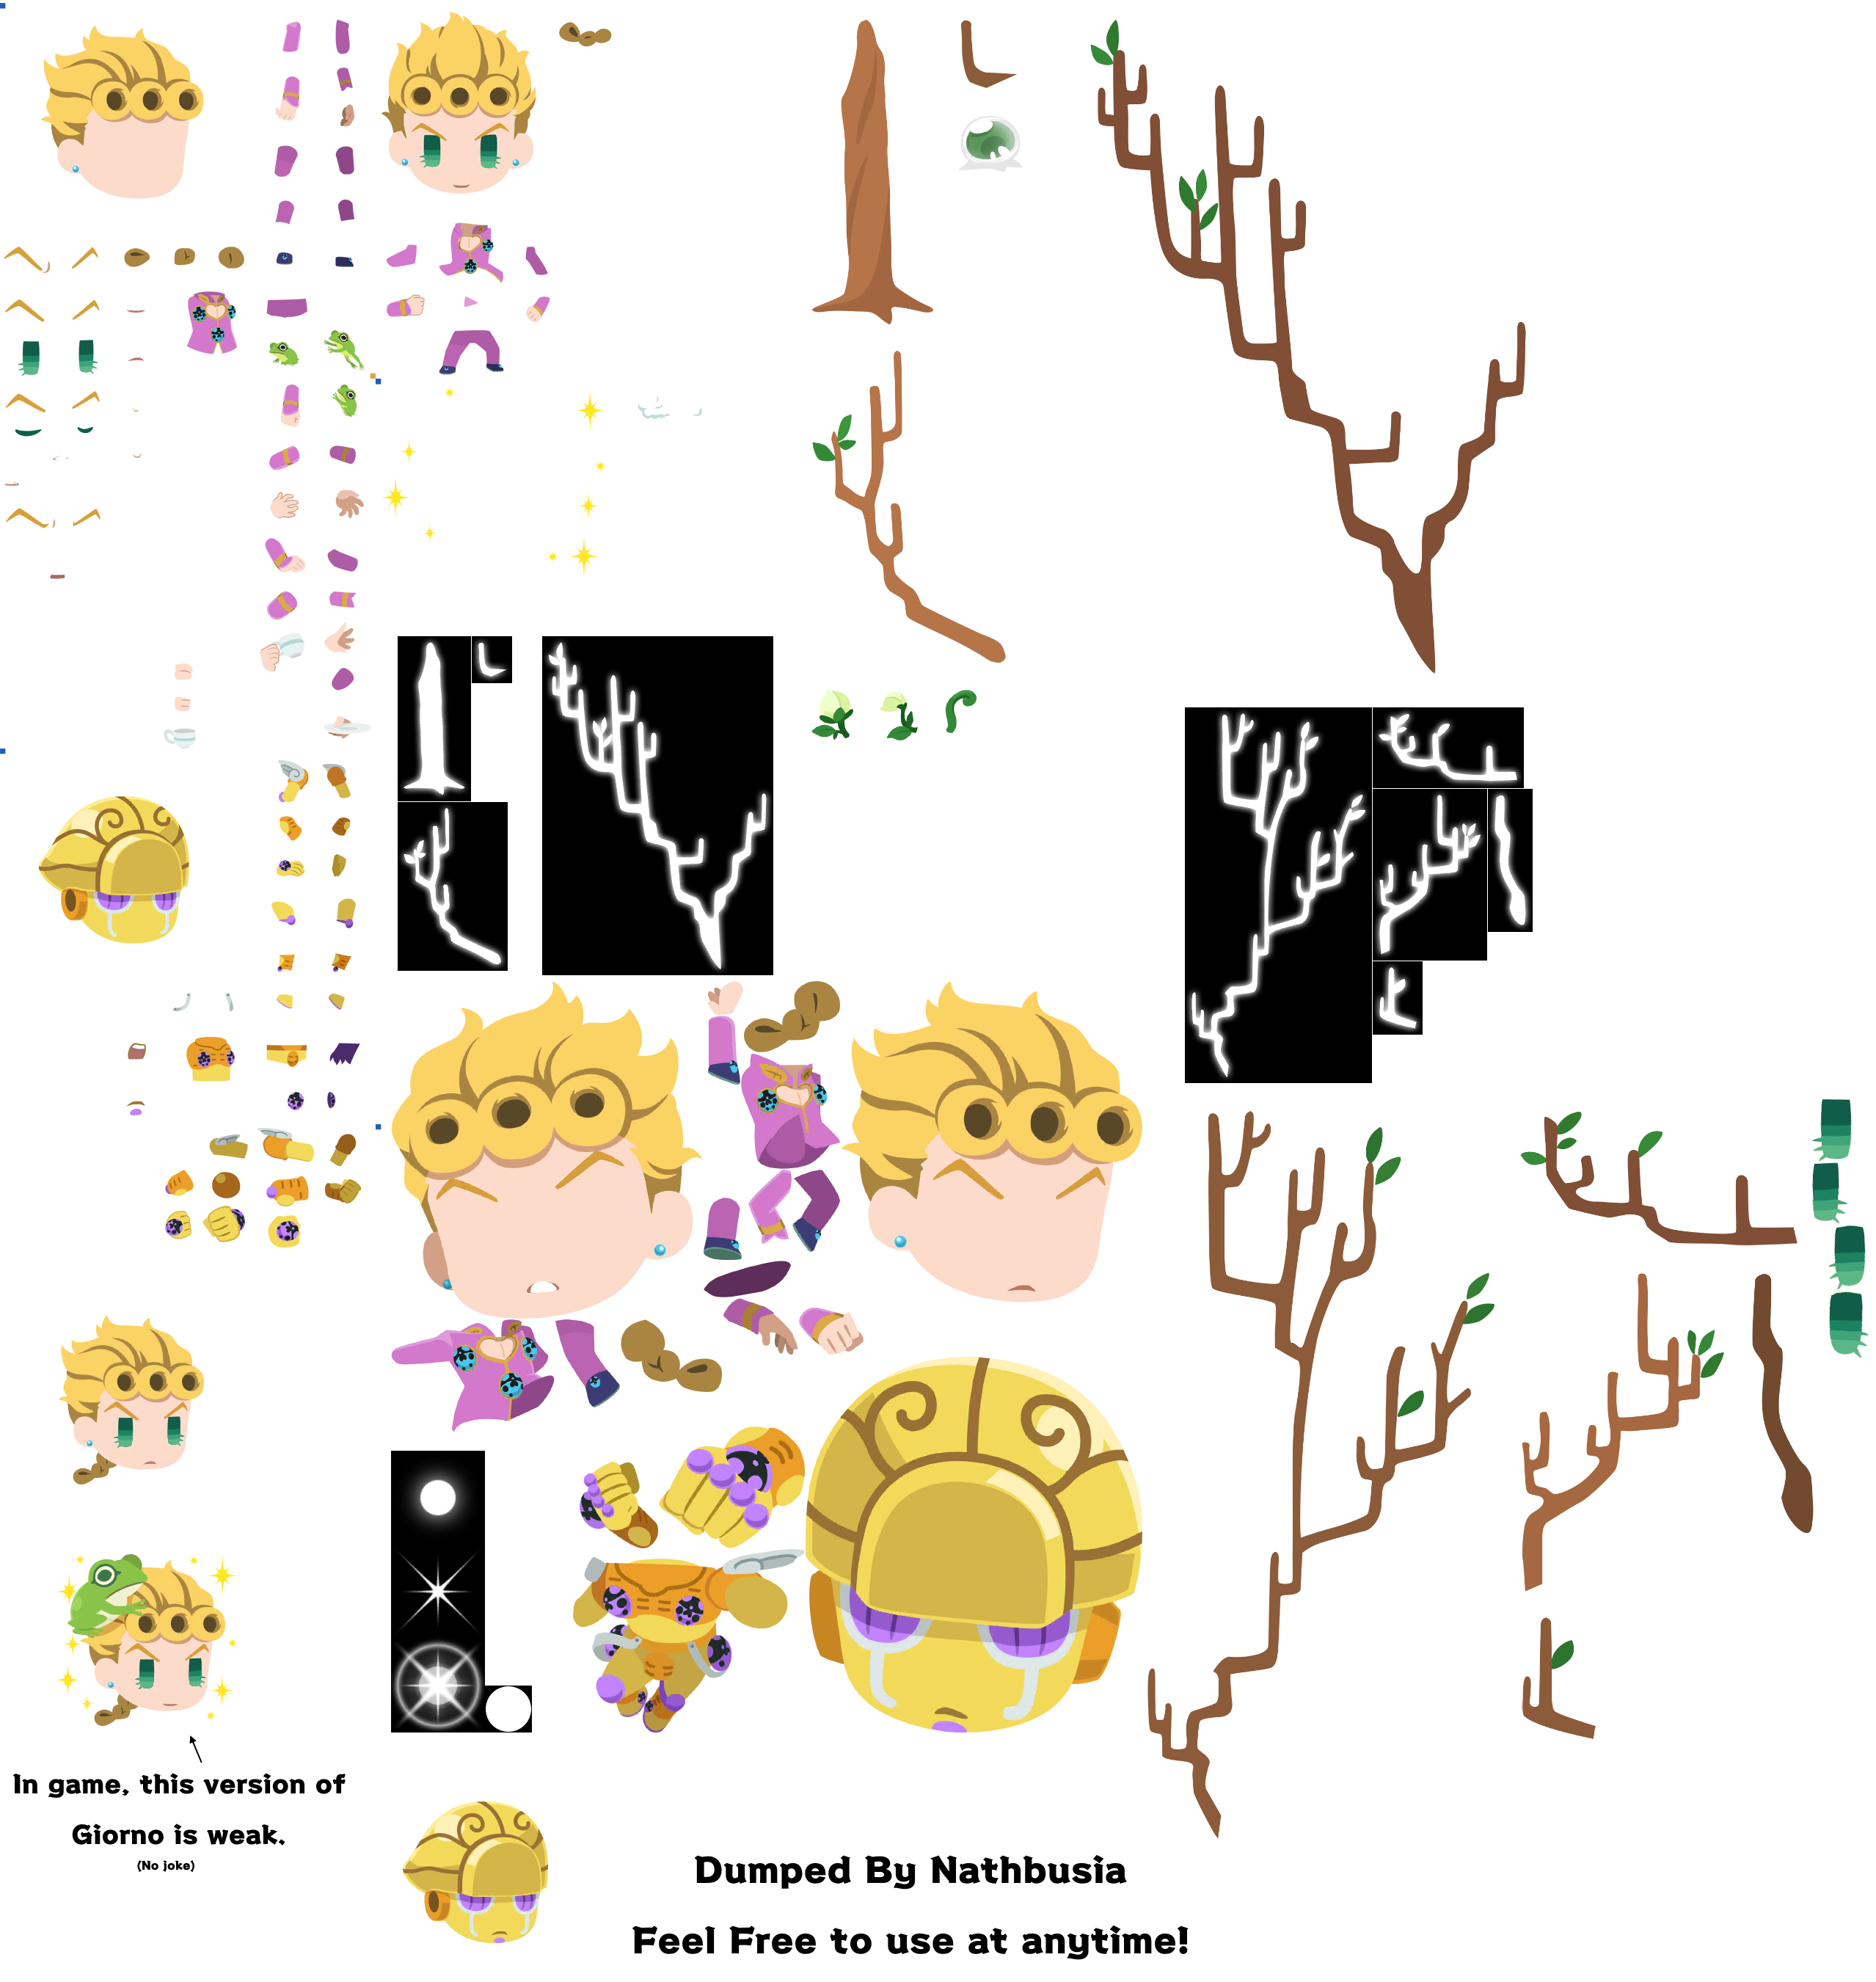 In game, this version of
Giorno is weak.
(No joke)
Dumped By Nathbusia
Feel Free to use at anytime!